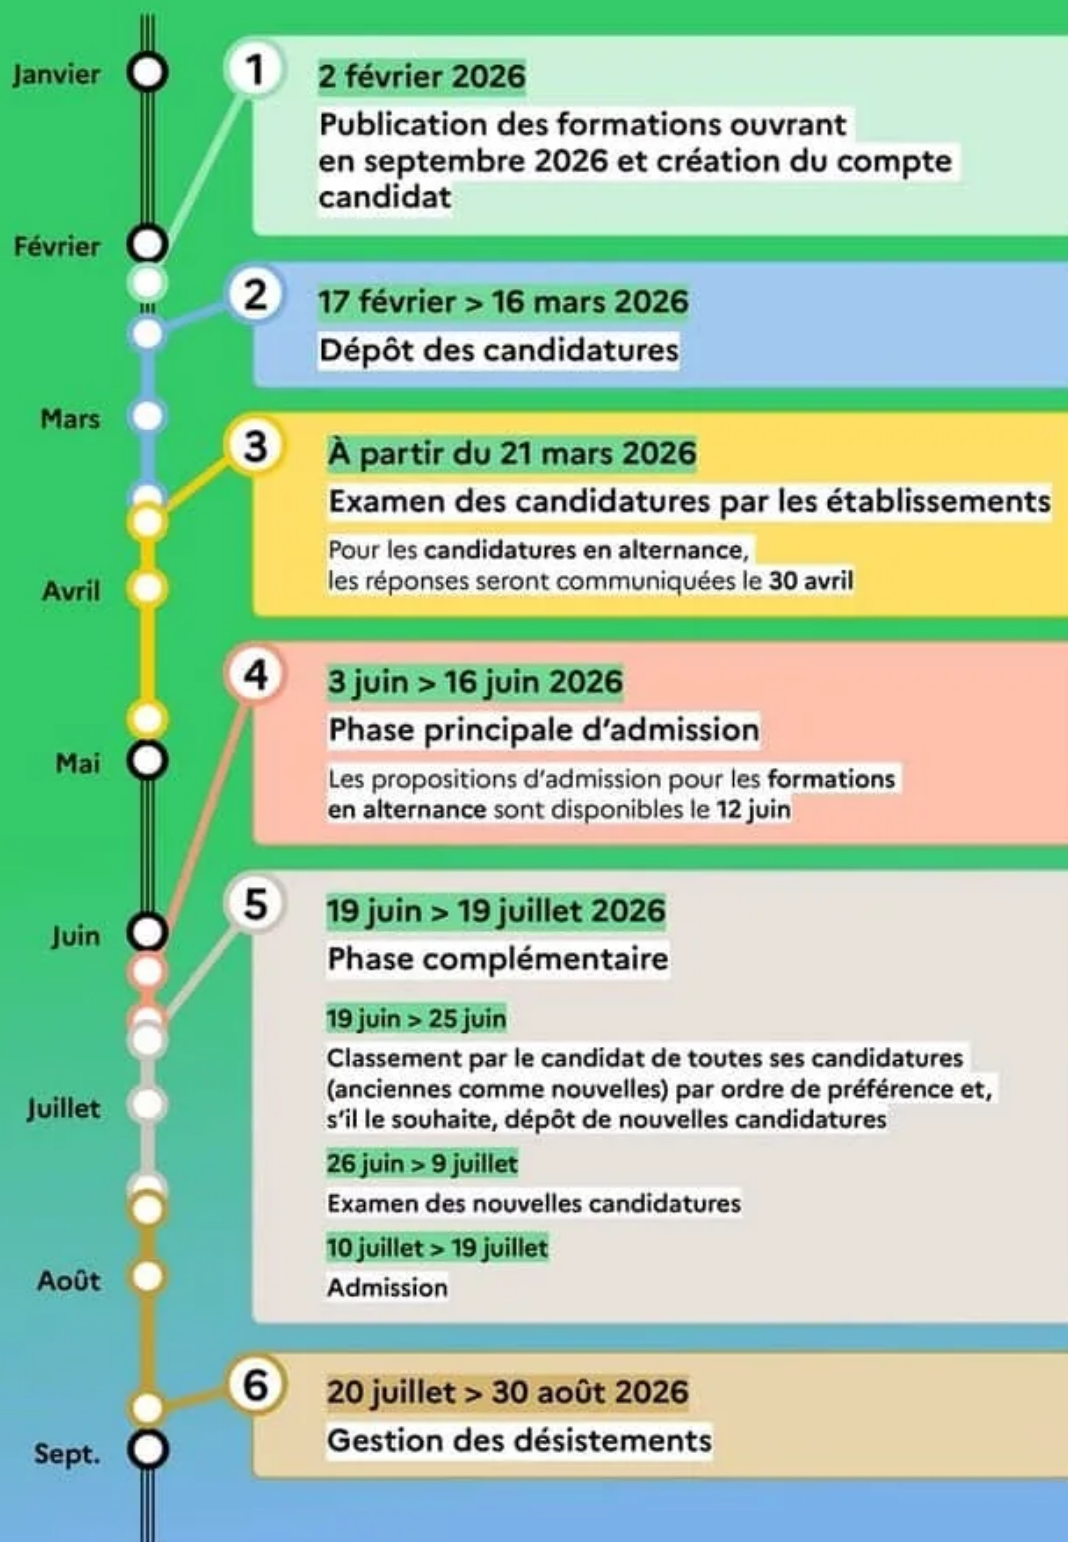 Janvier
Février
Mars
Avril
Mai
Juin
Juillet
Août
Sept.
1
2 février 2026
Publication des formations ouvrant
en septembre 2026 et création du compte
candidat
2
17 février > 16 mars 2026
Dépôt des candidatures
3
À partir du 21 mars 2026
Examen des candidatures par les établissements
Pour les candidatures en alternance,
les réponses seront communiquées le 30 avril
4
3 juin > 16 juin 2026
Phase principale d'admission
Les propositions d'admission pour les formations
en alternance sont disponibles le 12 juin
5
19 juin > 19 juillet 2026
Phase complémentaire
19 juin > 25 juin
Classement par le candidat de toutes ses candidatures
(anciennes comme nouvelles) par ordre de préférence et,
s'il le souhaite, dépôt de nouvelles candidatures
26 juin > 9 juillet
Examen des nouvelles candidatures
10 juillet > 19 juillet
Admission
6
20 juillet > 30 août 2026
Gestion des désistements